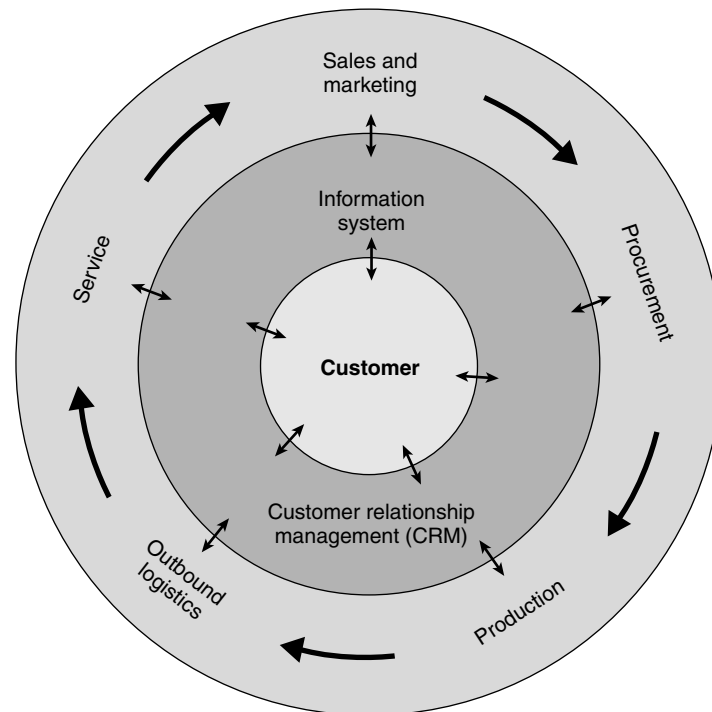 Sales and
marketing
Information
system
Service
Procurement
Customer
Customer relationship
management (CRM)
Outbound
logistics
Production